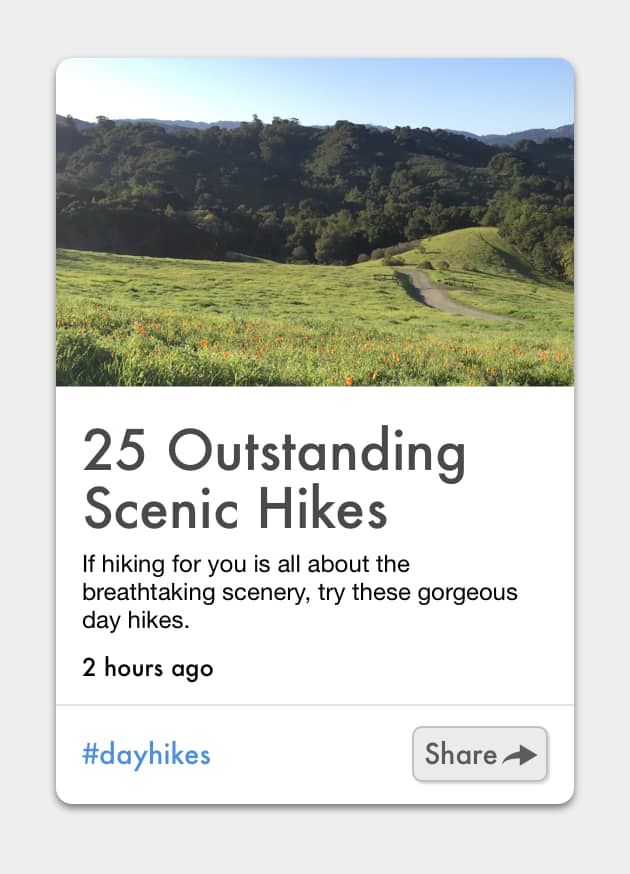 25 Outstanding
Scenic Hikes
If hiking for you is all about the
breathtaking scenery, try these gorgeous
day hikes.
2 hours ago
#dayhikes
Share